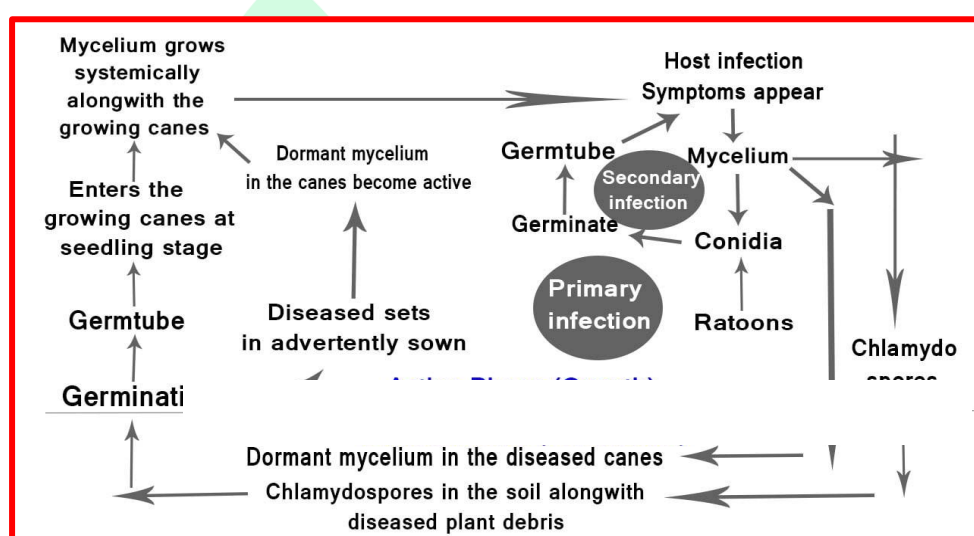 Mycelium grows
systemically
alongwith the
growing canes
Host infection
Symptoms appear
Dormant mycelium
in the canes become active
Germtube
Mycelium
Secondary
infection
Enters the
growing canes at
seedling stage
Germinate
Conidia
Primary
infection
Ratoons
Diseased sets
in advertently sown
Germtube
Chlamydo
spores
Germinati
Dormant mycelium in the diseased canes
Chlamydospores in the soil alongwith
diseased plant debris